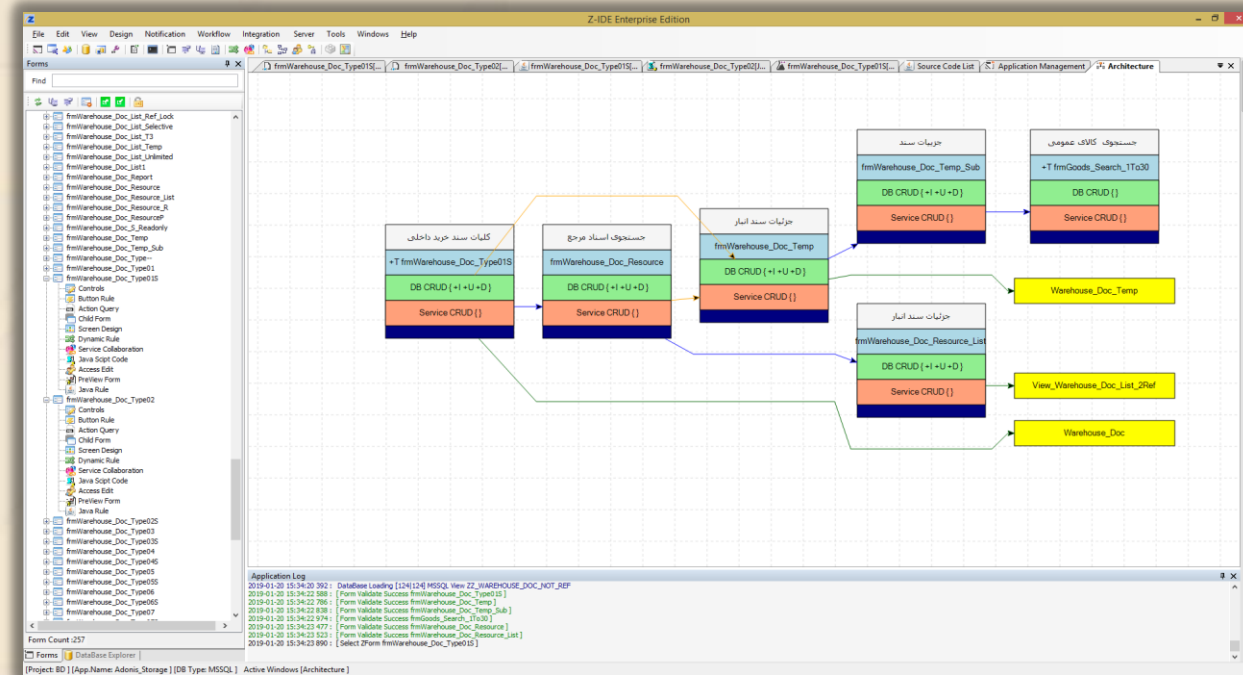 Z-IDE Enterprise Edition
File Edit View Design Notification Workflow Integration Server Tools Windows Help
Forms
Find
frmWarehouse_Doc_List_Ref_Lock
frmWarehouse_Doc_List_Selective
frmWarehouse_Doc_List_T3
frmWarehouse_Doc_List_Temp
frmWarehouse_Doc_List_Unlimited
frmWarehouse_Doc_List1
frmWarehouse_Doc_Report
frmWarehouse_Doc_Resource
frmWarehouse_Doc_Resource_List
frmWarehouse_Doc_Resource_R
frmWarehouse_Doc_ResourceP
frmWarehouse_Doc_S_Readonly
frmWarehouse_Doc_Temp
frmWarehouse_Doc_Temp_Sub
frmWarehouse_Doc_Type--
frmWarehouse_Doc_Type01
frmWarehouse_Doc_Type01S
Controls
Button Rule
Action Query
Child Form
Screen Design
Dynamic Rule
Service Collaboration
Java Scipt Code
Access Edit
PreView Form
Java Rule
frmWarehouse_Doc_Type02
Controls
Button Rule
Action Query
Child Form
Screen Design
Dynamic Rule
Service Collaboration
Java Scipt Code
Access Edit
PreView Form
Java Rule
frmWarehouse_Doc_Type02S
frmWarehouse_Doc_Type03
frmWarehouse_Doc_Type03S
frmWarehouse_Doc_Type04
frmWarehouse_Doc_Type04S
frmWarehouse_Doc_Type05
frmWarehouse_Doc_Type05S
frmWarehouse_Doc_Type06
frmWarehouse_Doc_Type06S
frmWarehouse_Doc_Type07
Form Count :257
Forms DataBase Explorer
frmWarehouse_Doc_Type01S[... frmWarehouse_Doc_Type02[... frmWarehouse_Doc_Type01S[... frmWarehouse_Doc_Type02[J... frmWarehouse_Doc_Type01S[... Source Code List Application Management Architecture
کلیات سند خرید داخلی
+T frmWarehouse_Doc_Type01S
DB CRUD { +I +U +D }
Service CRUD { }
جستجوی اسناد مرجع
frmWarehouse_Doc_Resource
DB CRUD { +I +U +D }
Service CRUD { }
جزئیات سند انبار
frmWarehouse_Doc_Temp
DB CRUD { +I +U +D }
Service CRUD { }
جزییات سند
frmWarehouse_Doc_Temp_Sub
DB CRUD { +I +U +D }
Service CRUD { }
جستجوی کالای عمومی
+T frmGoods_Search_1To30
DB CRUD { }
Service CRUD { }
Warehouse_Doc_Temp
جزئیات سند انبار
frmWarehouse_Doc_Resource_List
DB CRUD { +I +U +D }
Service CRUD { }
View_Warehouse_Doc_List_2Ref
Warehouse_Doc
Application Log
2019-01-20 15:34:20 392 : DataBase Loading [124|124] MSSQL View ZZ_WAREHOUSE_DOC_NOT_REF
2019-01-20 15:34:22 588 : [ Form Validate Success frmWarehouse_Doc_Type01S ]
2019-01-20 15:34:22 786 : [ Form Validate Success frmWarehouse_Doc_Temp ]
2019-01-20 15:34:22 838 : [ Form Validate Success frmWarehouse_Doc_Temp_Sub ]
2019-01-20 15:34:22 974 : [ Form Validate Success frmGoods_Search_1To30 ]
2019-01-20 15:34:23 477 : [ Form Validate Success frmWarehouse_Doc_Resource ]
2019-01-20 15:34:23 523 : [ Form Validate Success frmWarehouse_Doc_Resource_List ]
2019-01-20 15:34:23 890 : [ Select ZForm frmWarehouse_Doc_Type01S ]
[Project: BD ] [App.Name: Adonis_Storage ] [DB Type: MSSQL ] Active Windows [Architecture ]